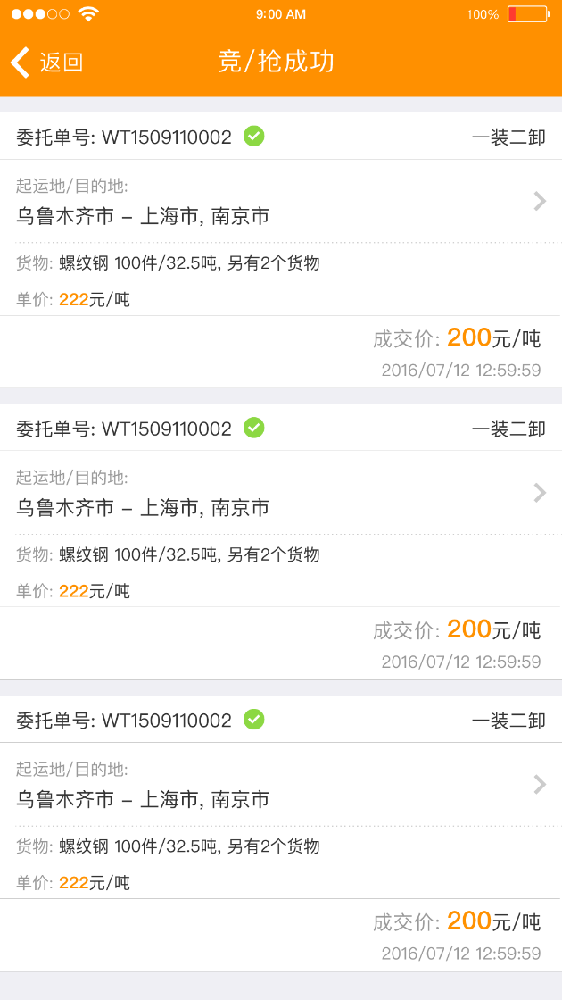 9:00 AM 100%
返回 竞/抢成功
委托单号: WT1509110002 一装二卸
起运地/目的地:
乌鲁木齐市 – 上海市, 南京市
货物: 螺纹钢 100件/32.5吨, 另有2个货物
单价: 222元/吨
成交价: 200元/吨
2016/07/12 12:59:59
委托单号: WT1509110002 一装二卸
起运地/目的地:
乌鲁木齐市 – 上海市, 南京市
货物: 螺纹钢 100件/32.5吨, 另有2个货物
单价: 222元/吨
成交价: 200元/吨
2016/07/12 12:59:59
委托单号: WT1509110002 一装二卸
起运地/目的地:
乌鲁木齐市 – 上海市, 南京市
货物: 螺纹钢 100件/32.5吨, 另有2个货物
单价: 222元/吨
成交价: 200元/吨
2016/07/12 12:59:59